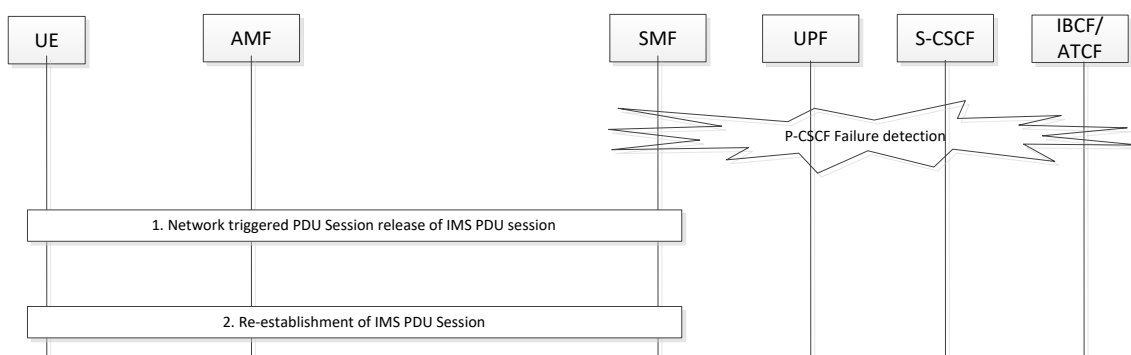 UE
AMF
SMF
UPF
S-CSCF
IBCF/
ATCF
P-CSCF Failure detection
1. Network triggered PDU Session release of IMS PDU session
2. Re-establishment of IMS PDU Session